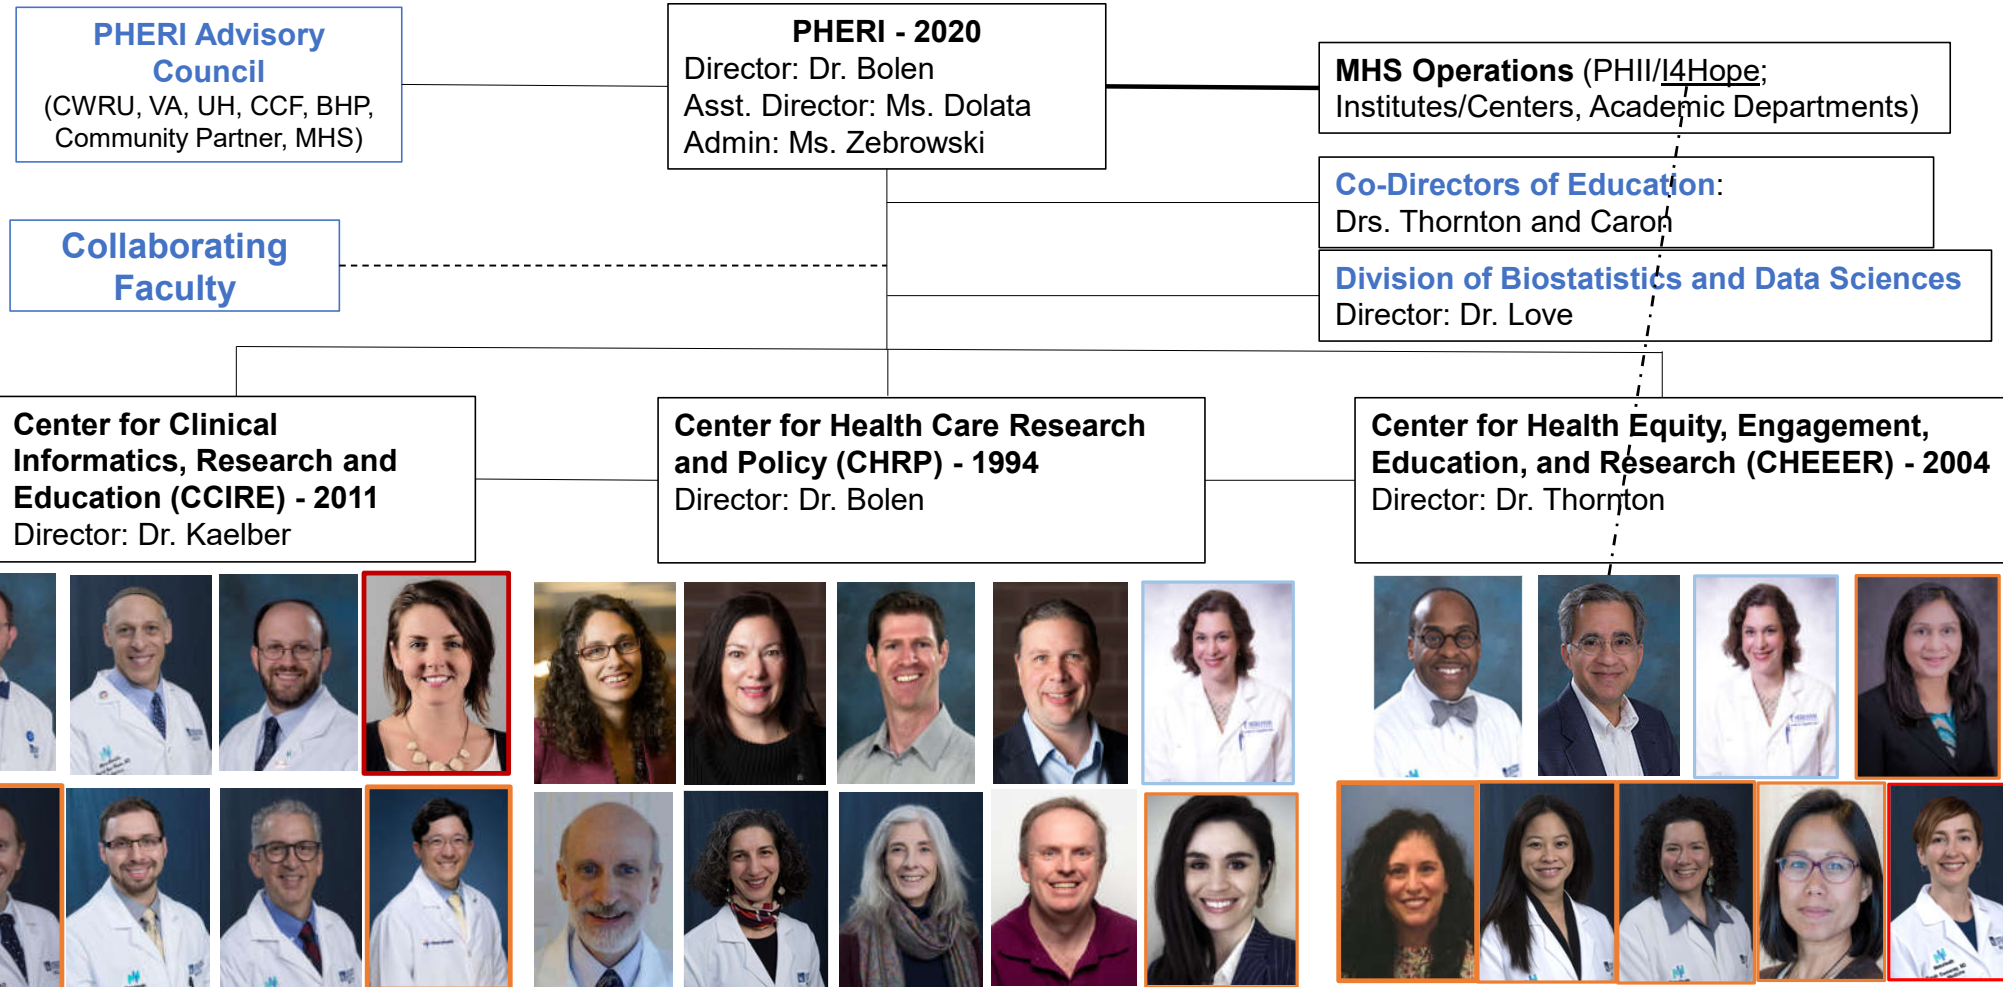 PHERI Advisory
Council
(CWRU, VA, UH, CCF, BHP,
Community Partner, MHS)
PHERI - 2020
Director: Dr. Bolen
Asst. Director: Ms. Dolata
Admin: Ms. Zebrowski
MHS Operations (PHII/I4Hope;
Institutes/Centers, Academic Departments)
Co-Directors of Education:
Drs. Thornton and Caron
Collaborating
Faculty
Division of Biostatistics and Data Sciences
Director: Dr. Love
Center for Clinical
Informatics, Research and
Education (CCIRE) - 2011
Director: Dr. Kaelber
Center for Health Care Research
and Policy (CHRP) - 1994
Director: Dr. Bolen
Center for Health Equity, Engagement,
Education, and Research (CHEEER) - 2004
Director: Dr. Thornton